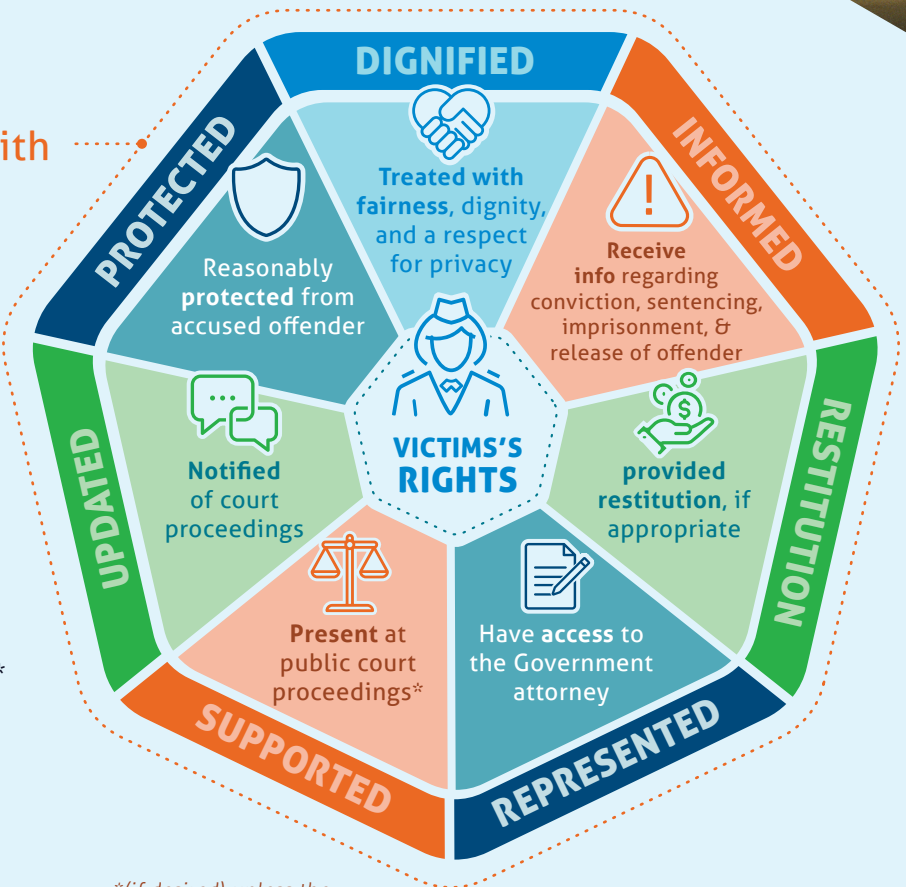 DIGNIFIED
Treated with
fairness, dignity,
and a respect
for privacy
INFORMED
!
Receive
info regarding
conviction, sentencing,
imprisonment, &
release of offender
RESTITUTION
$
provided
restitution, if
appropriate
REPRESENTED
Have access to
the Government
attorney
SUPPORTED
Present at
public court
proceedings*
UPDATED
Notified
of court
proceedings
PROTECTED
Reasonably
protected from
accused offender
VICTIMS'S
RIGHTS
ith
*